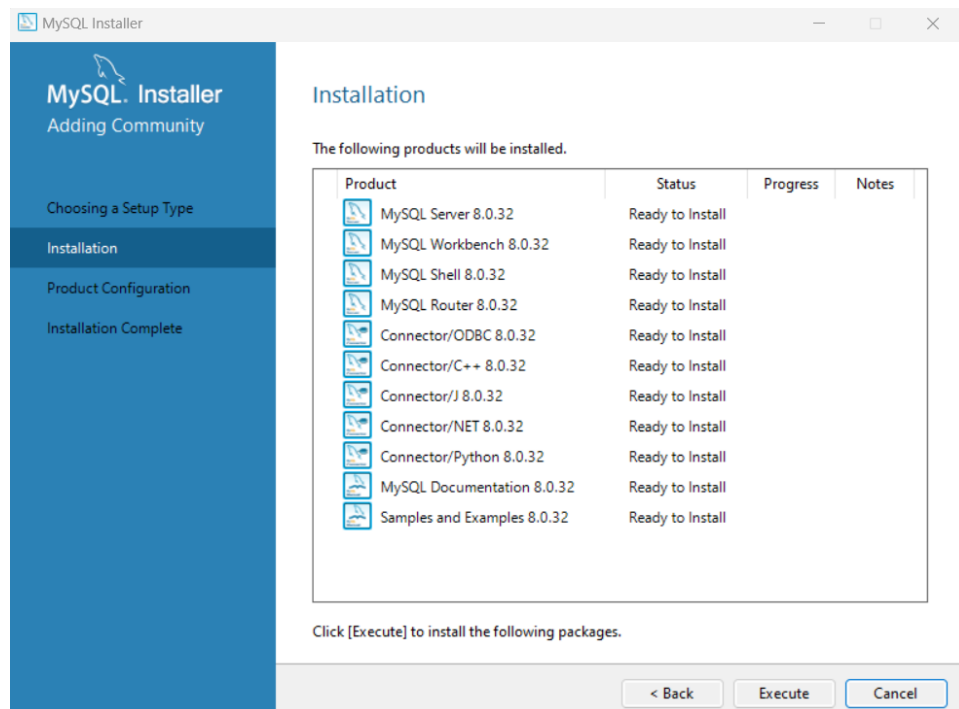 MySQL Installer
MySQL. Installer
Adding Community
Choosing a Setup Type
Installation
Product Configuration
Installation Complete
Installation
The following products will be installed.
Product Status Progress Notes
MySQL Server 8.0.32 Ready to Install
MySQL Workbench 8.0.32 Ready to Install
MySQL Shell 8.0.32 Ready to Install
MySQL Router 8.0.32 Ready to Install
Connector/ODBC 8.0.32 Ready to Install
Connector/C++ 8.0.32 Ready to Install
Connector/J 8.0.32 Ready to Install
Connector/NET 8.0.32 Ready to Install
Connector/Python 8.0.32 Ready to Install
MySQL Documentation 8.0.32 Ready to Install
Samples and Examples 8.0.32 Ready to Install
Click [Execute] to install the following packages.
< Back Execute Cancel